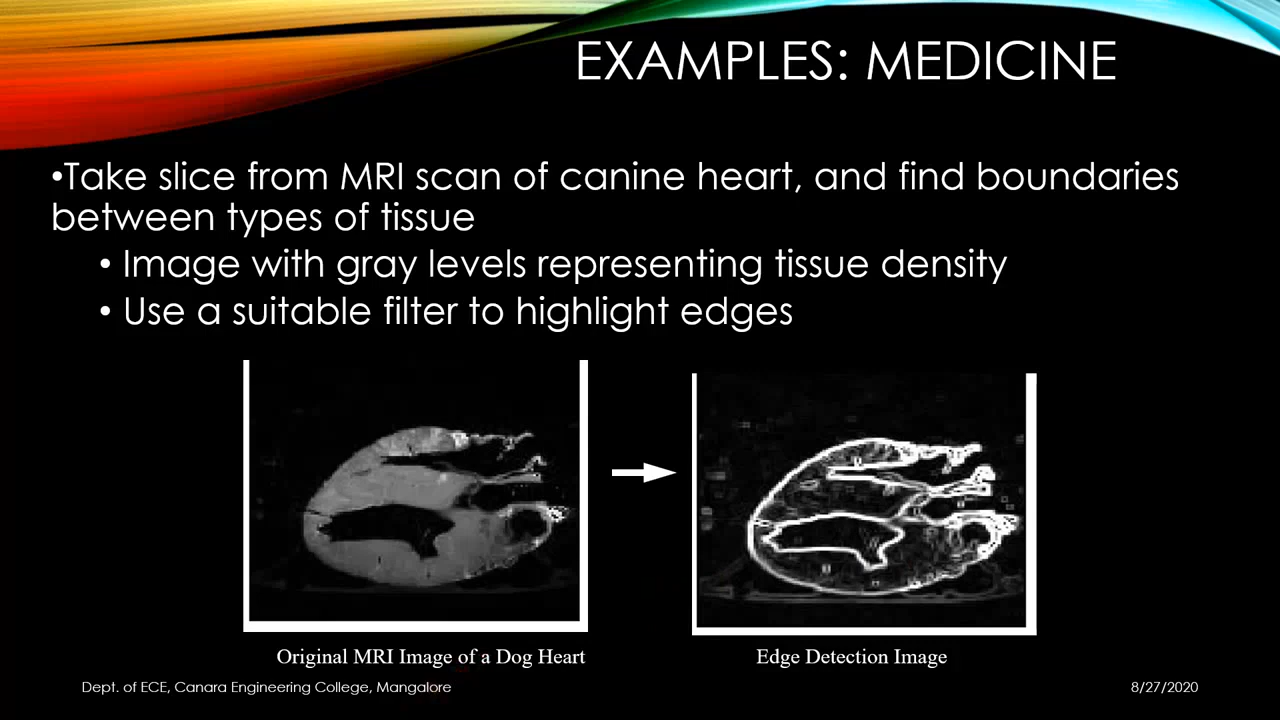 EXAMPLES: MEDICINE
•Take slice from MRI scan of canine heart, and find boundaries
between types of tissue
• Image with gray levels representing tissue density
• Use a suitable filter to highlight edges
Original MRI Image of a Dog Heart
Edge Detection Image
Dept. of ECE, Canara Engineering College, Mangalore
8/27/2020